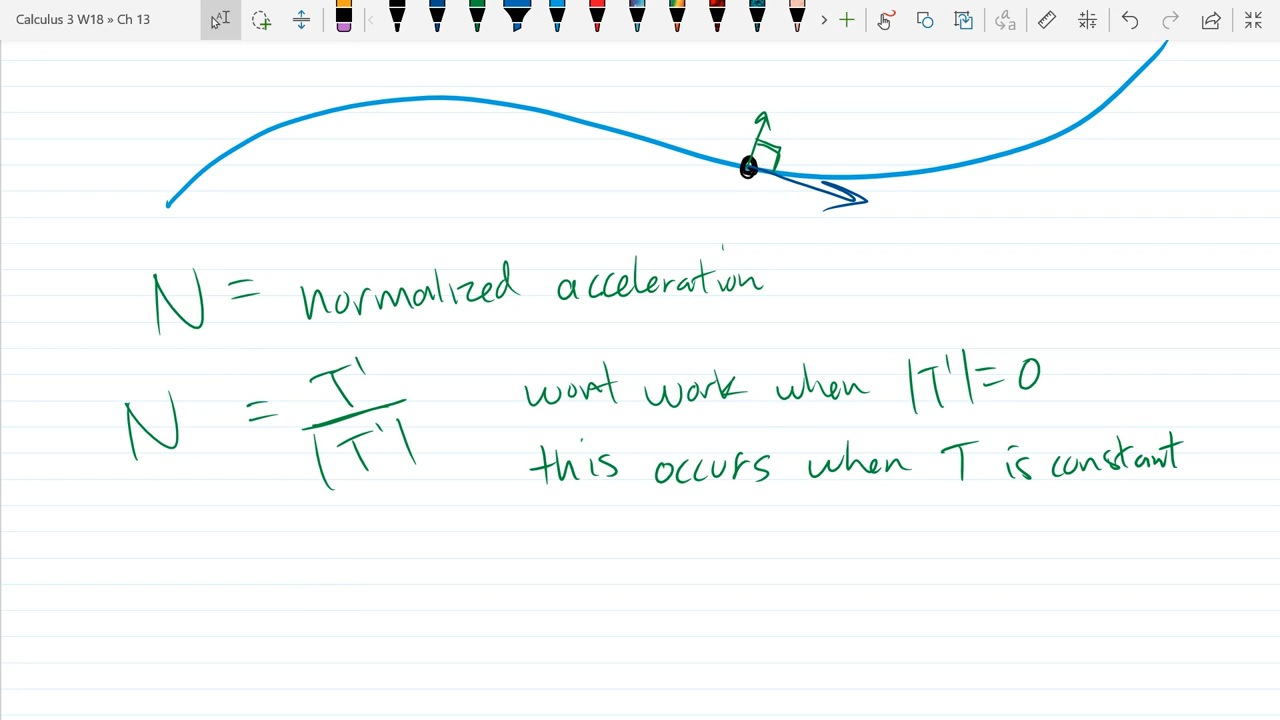 Calculus 3 W18 » Ch 13
N = normalized acceleration
N = T' / |T'| wont work when |T'| = 0
this occurs when T is constant